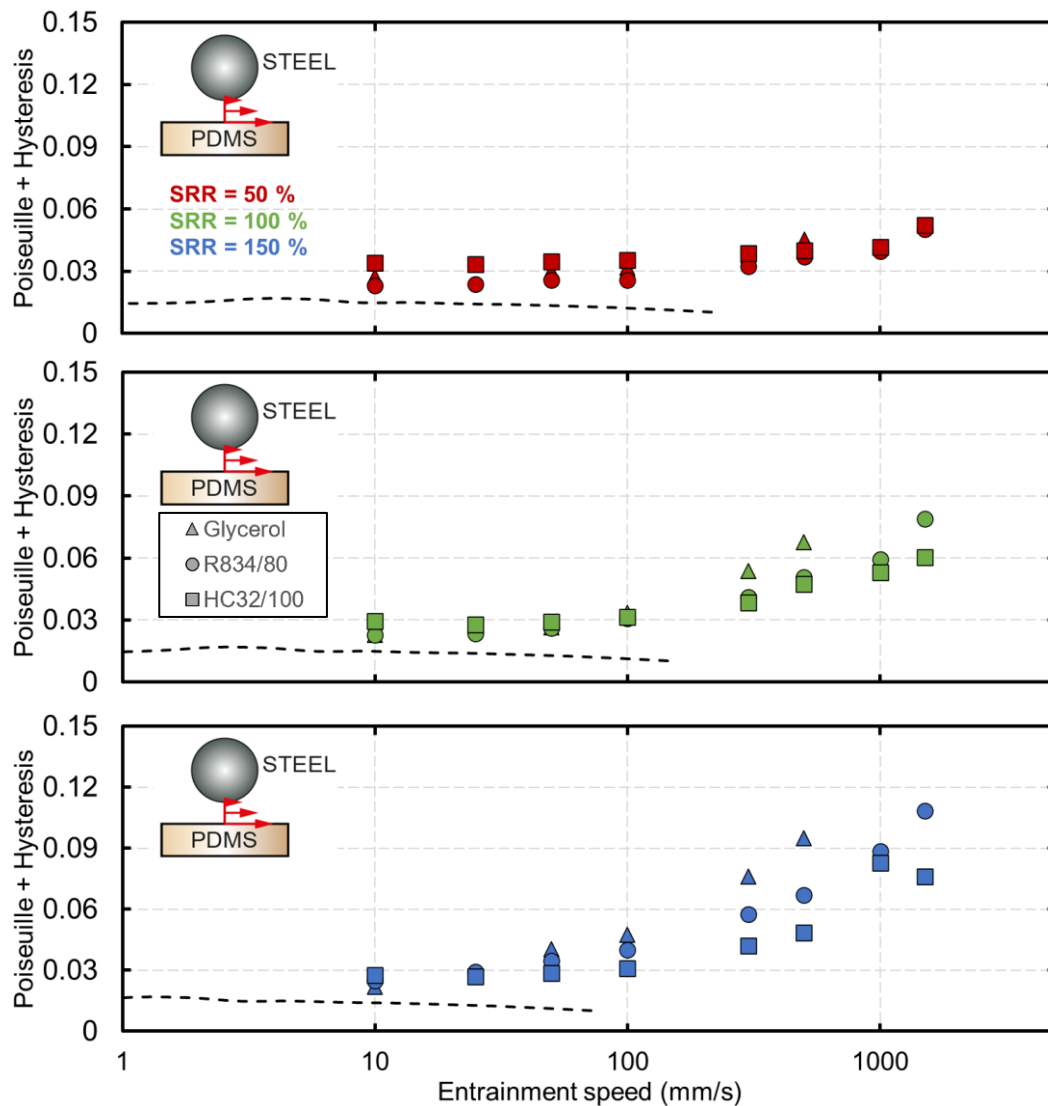 Poiseuille + Hysteresis
0.15
0.12
0.09
0.06
0.03
0
STEEL
PDMS
SRR = 50 %
SRR = 100 %
SRR = 150 %
Poiseuille + Hysteresis
0.15
0.12
0.09
0.06
0.03
0
STEEL
PDMS
Glycerol
R834/80
HC32/100
Poiseuille + Hysteresis
0.15
0.12
0.09
0.06
0.03
0
STEEL
PDMS
1
10
100
1000
Entrainment speed (mm/s)